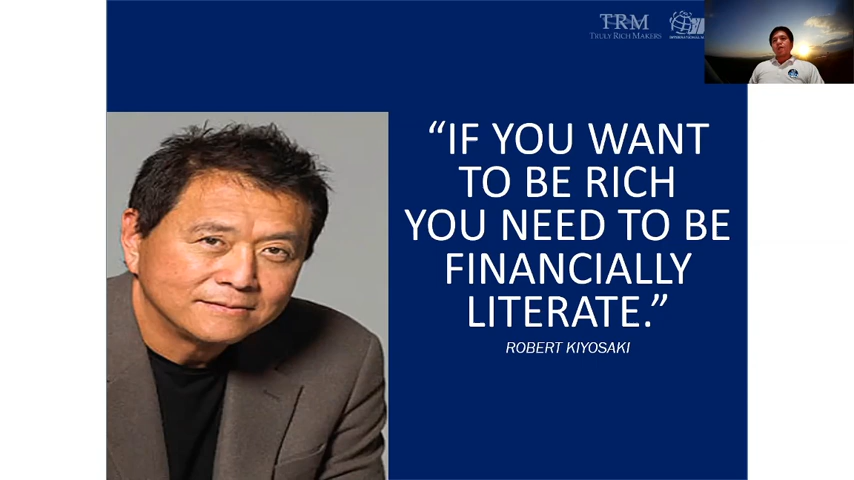 TRM
TRULY RICH MAKERS
“IF YOU WANT
TO BE RICH
YOU NEED TO BE
FINANCIALLY
LITERATE.”
ROBERT KIYOSAKI